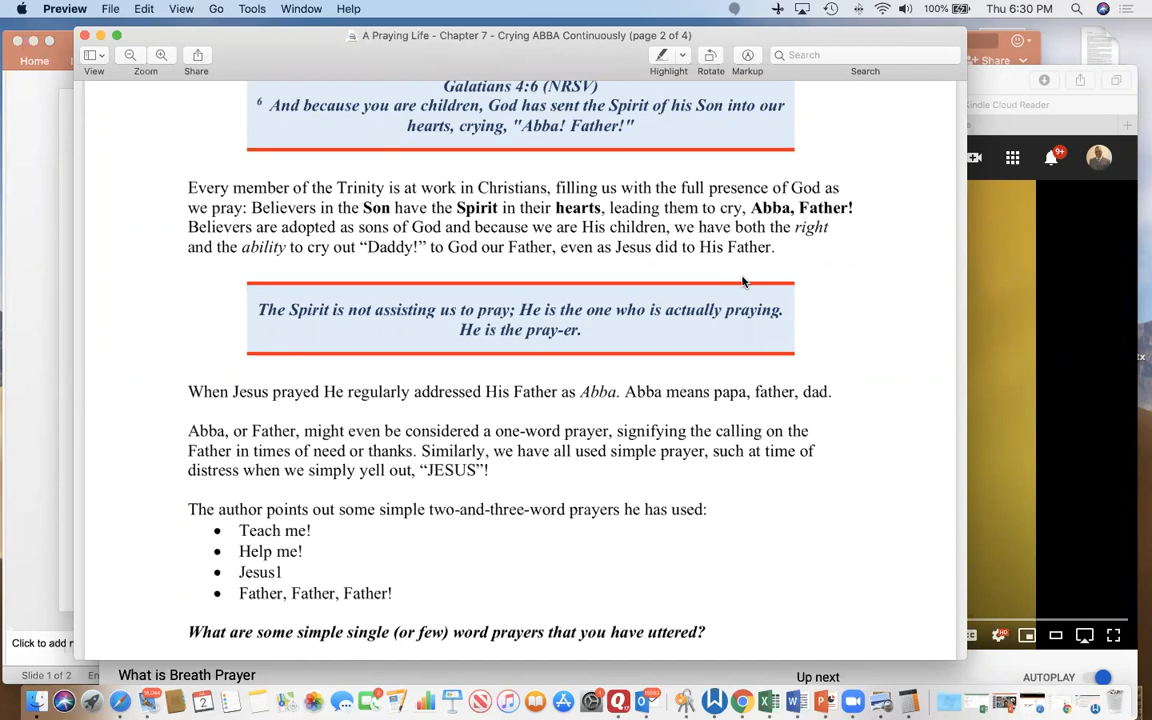 Preview File Edit View Go Tools Window Help 100% Thu 6:30 PM
A Praying Life - Chapter 7 - Crying ABBA Continuously (page 2 of 4)
Home
Share
Search
View Zoom Share Highlight Rotate Markup Search
Kindle Cloud Reader
9+
Galatians 4:6 (NRSV)
6 And because you are children, God has sent the Spirit of his Son into our
hearts, crying, "Abba! Father!"
Every member of the Trinity is at work in Christians, filling us with the full presence of God as
we pray: Believers in the Son have the Spirit in their hearts, leading them to cry, Abba, Father!
Believers are adopted as sons of God and because we are His children, we have both the right
and the ability to cry out “Daddy!” to God our Father, even as Jesus did to His Father.
The Spirit is not assisting us to pray; He is the one who is actually praying.
He is the pray-er.
When Jesus prayed He regularly addressed His Father as Abba. Abba means papa, father, dad.
Abba, or Father, might even be considered a one-word prayer, signifying the calling on the
Father in times of need or thanks. Similarly, we have all used simple prayer, such at time of
distress when we simply yell out, “JESUS”!
The author points out some simple two-and-three-word prayers he has used:
• Teach me!
• Help me!
• Jesus1
• Father, Father, Father!
What are some simple single (or few) word prayers that you have uttered?
Click to add n
HD
Slide 1 of 2 En
What is Breath Prayer
Up next
AUTOPLAY